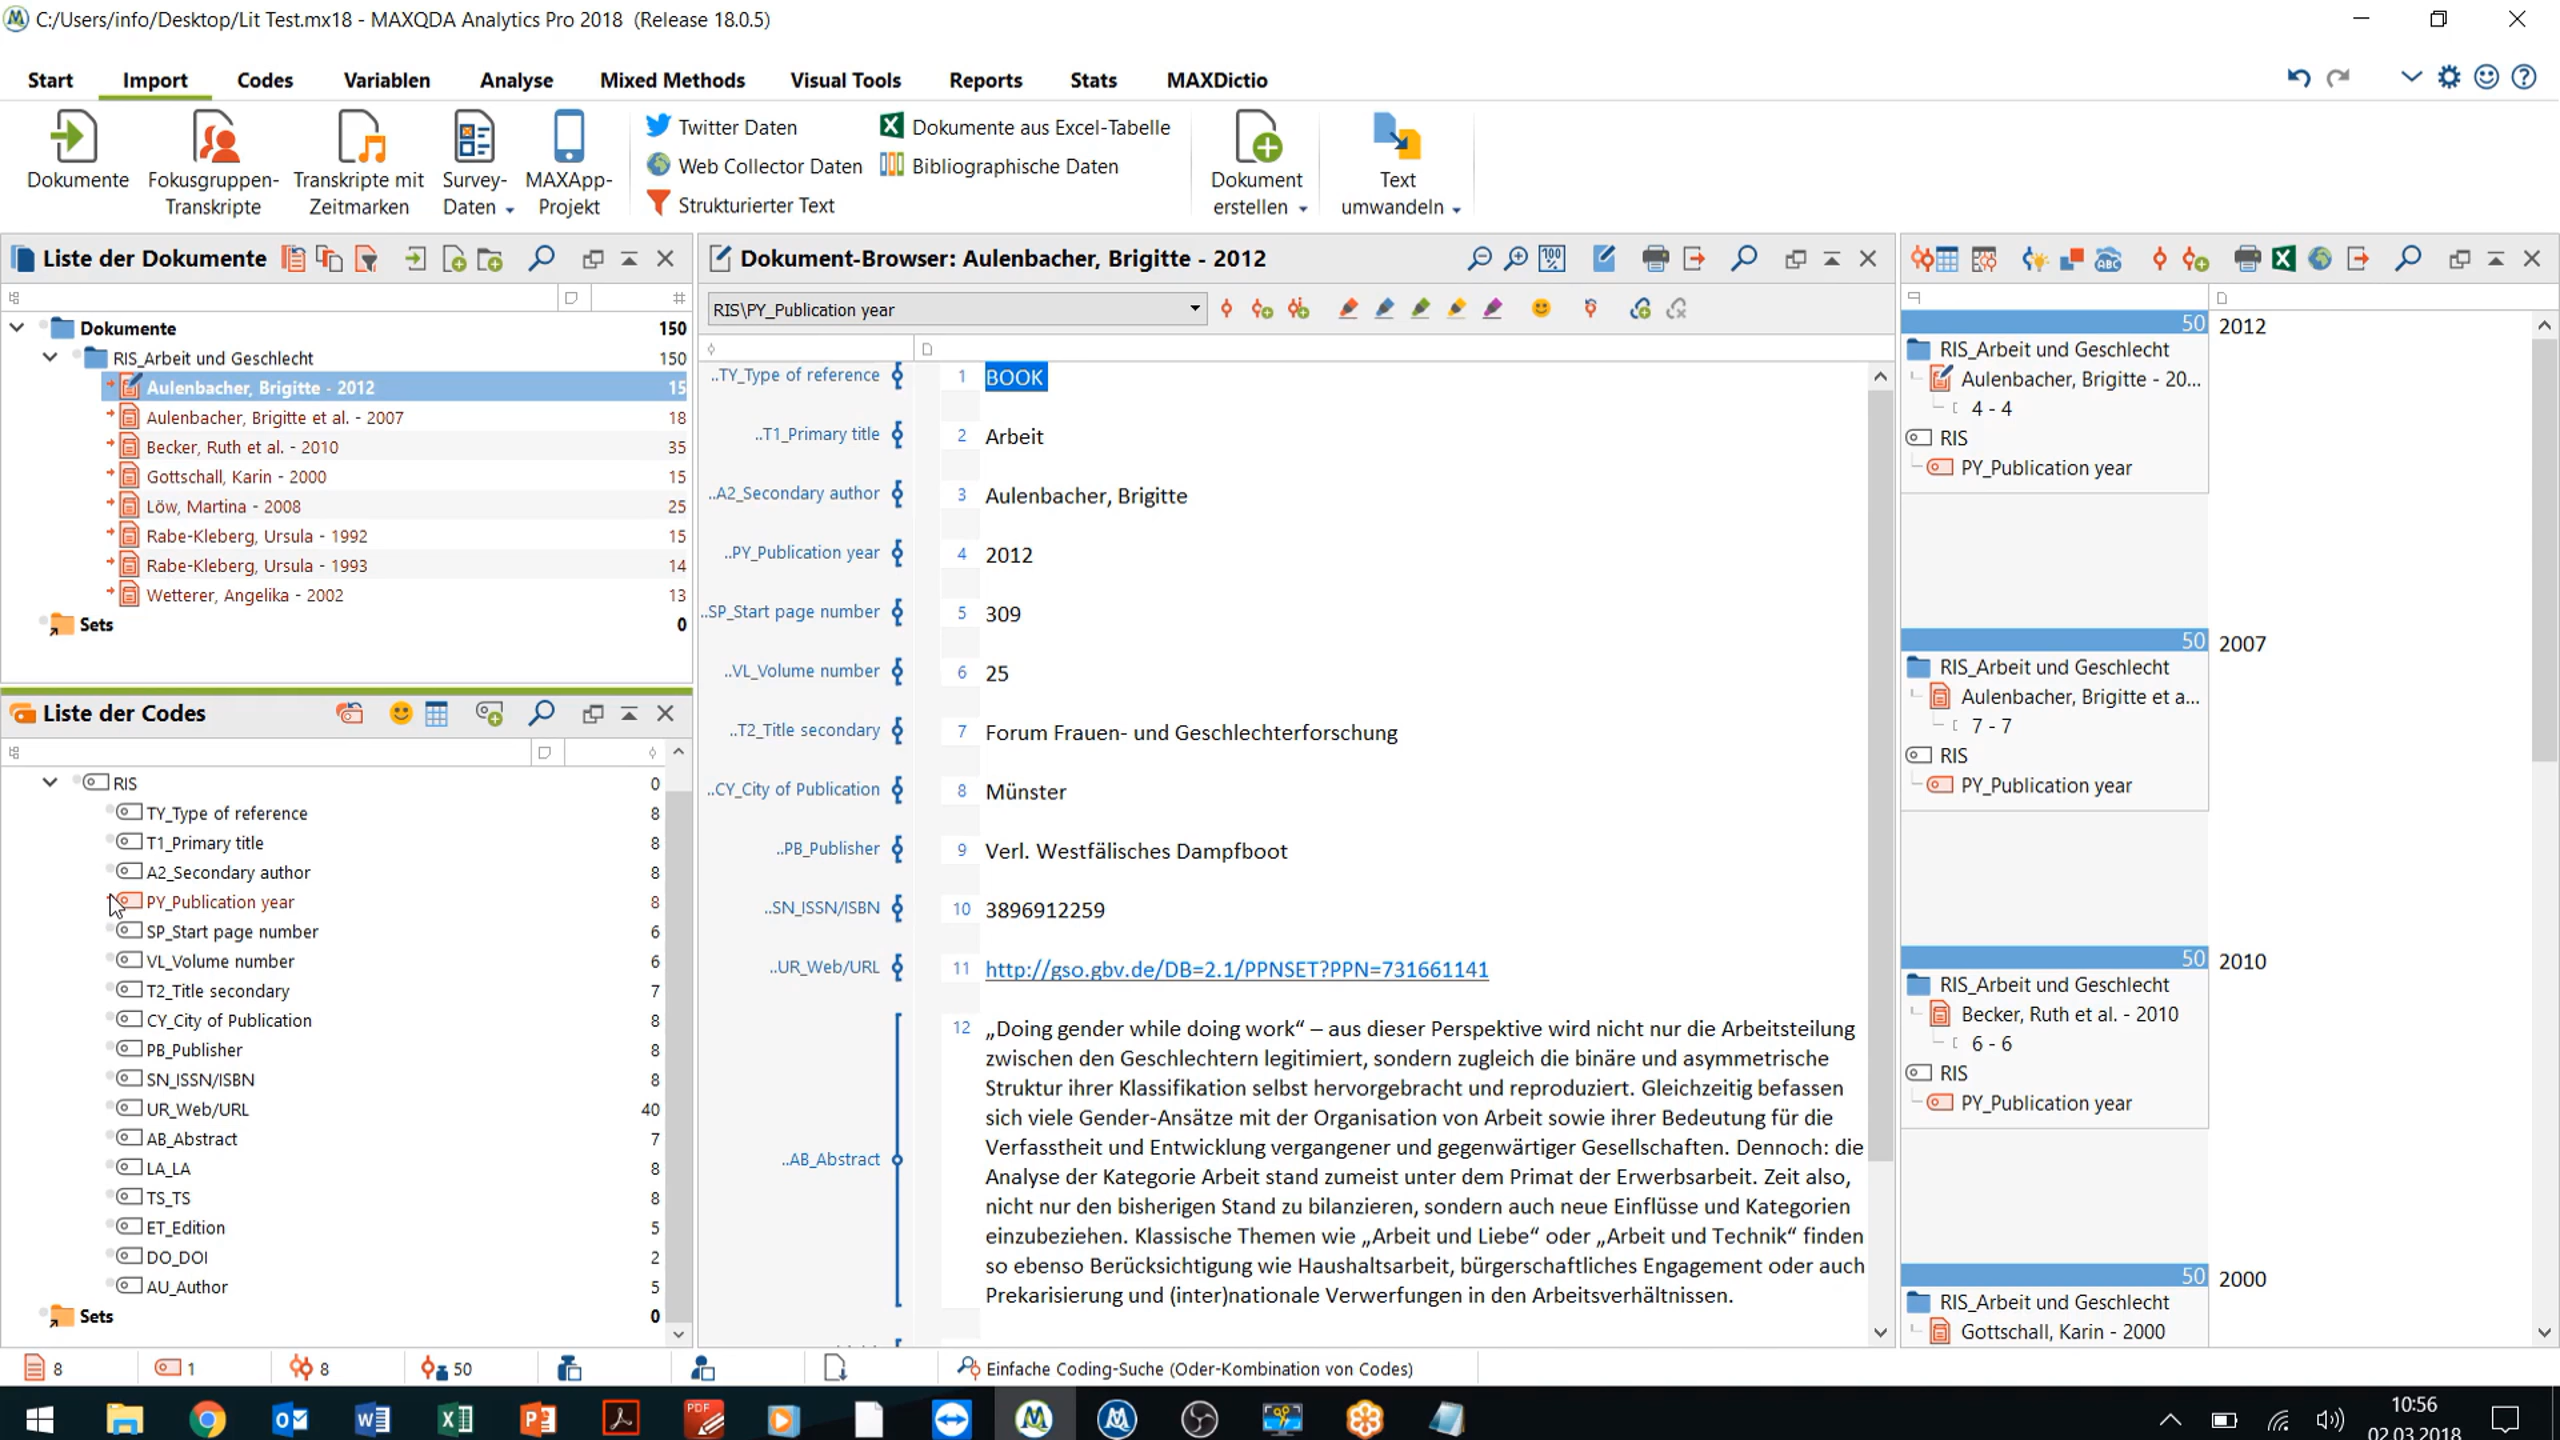 C:/Users/info/Desktop/Lit Test.mx18 - MAXQDA Analytics Pro 2018 (Release 18.0.5)
Start Import Codes Variablen Analyse Mixed Methods Visual Tools Reports Stats MAXDictio
Dokumente
Fokusgruppen-
Transkripte
Transkripte mit
Zeitmarken
Survey-
Daten
MAXApp-
Projekt
Twitter Daten
Web Collector Daten
Strukturierter Text
Dokumente aus Excel-Tabelle
Bibliographische Daten
Dokument
erstellen
Text
umwandeln
Liste der Dokumente
#
Dokumente 150
RIS_Arbeit und Geschlecht 150
Aulenbacher, Brigitte - 2012 15
Aulenbacher, Brigitte et al. - 2007 18
Becker, Ruth et al. - 2010 35
Gottschall, Karin - 2000 15
Löw, Martina - 2008 25
Rabe-Kleberg, Ursula - 1992 15
Rabe-Kleberg, Ursula - 1993 14
Wetterer, Angelika - 2002 13
Sets 0
Liste der Codes
RIS 0
TY_Type of reference 8
T1_Primary title 8
A2_Secondary author 8
PY_Publication year 8
SP_Start page number 6
VL_Volume number 6
T2_Title secondary 7
CY_City of Publication 8
PB_Publisher 8
SN_ISSN/ISBN 8
UR_Web/URL 40
AB_Abstract 7
LA_LA 8
TS_TS 8
ET_Edition 5
DO_DOI 2
AU_Author 5
Sets 0
Dokument-Browser: Aulenbacher, Brigitte - 2012
100 %
RIS\PY_Publication year
..TY_Type of reference 1 BOOK
..T1_Primary title 2 Arbeit
..A2_Secondary author 3 Aulenbacher, Brigitte
..PY_Publication year 4 2012
..SP_Start page number 5 309
..VL_Volume number 6 25
..T2_Title secondary 7 Forum Frauen- und Geschlechterforschung
..CY_City of Publication 8 Münster
..PB_Publisher 9 Verl. Westfälisches Dampfboot
..SN_ISSN/ISBN 10 3896912259
..UR_Web/URL 11 http://gso.gbv.de/DB=2.1/PPNSET?PPN=731661141
12 „Doing gender while doing work“ – aus dieser Perspektive wird nicht nur die Arbeitsteilung
zwischen den Geschlechtern legitimiert, sondern zugleich die binäre und asymmetrische
Struktur ihrer Klassifikation selbst hervorgebracht und reproduziert. Gleichzeitig befassen
sich viele Gender-Ansätze mit der Organisation von Arbeit sowie ihrer Bedeutung für die
Verfasstheit und Entwicklung vergangener und gegenwärtiger Gesellschaften. Dennoch: die
..AB_Abstract
Analyse der Kategorie Arbeit stand zumeist unter dem Primat der Erwerbsarbeit. Zeit also,
nicht nur den bisherigen Stand zu bilanzieren, sondern auch neue Einflüsse und Kategorien
einzubeziehen. Klassische Themen wie „Arbeit und Liebe“ oder „Arbeit und Technik“ finden
so ebenso Berücksichtigung wie Haushaltsarbeit, bürgerschaftliches Engagement oder auch
Prekarisierung und (inter)nationale Verwerfungen in den Arbeitsverhältnissen.
ABC
50 2012
RIS_Arbeit und Geschlecht
Aulenbacher, Brigitte - 20...
4 - 4
RIS
PY_Publication year
50 2007
RIS_Arbeit und Geschlecht
Aulenbacher, Brigitte et a...
7 - 7
RIS
PY_Publication year
50 2010
RIS_Arbeit und Geschlecht
Becker, Ruth et al. - 2010
6 - 6
RIS
PY_Publication year
50 2000
RIS_Arbeit und Geschlecht
Gottschall, Karin - 2000
8 1 8 50 Einfache Coding-Suche (Oder-Kombination von Codes)
PDF
10:56
02.03.2018